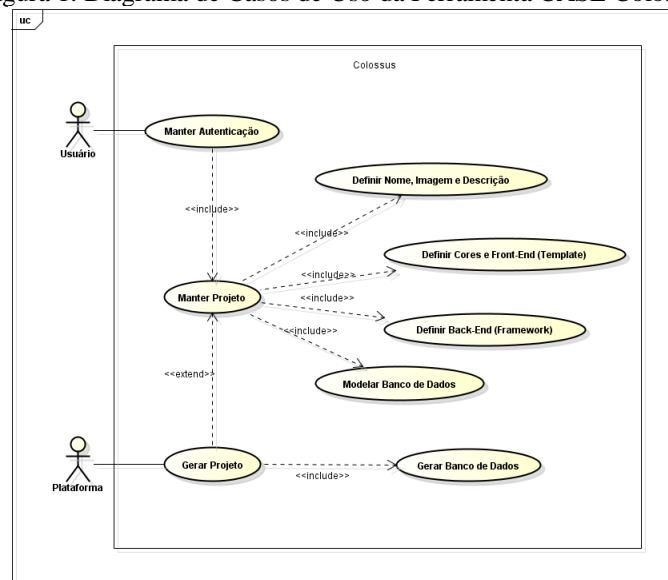 Figura 1: Diagrama de Casos de Uso da Ferramenta CASE
uc
Colossus
Manter Autenticação
Usuário
Definir Nome, Imagem e Descrição
<<include>>
<<include>>
Definir Cores e Front-End (Template)
<<include>>
Manter Projeto
<<include>>
Definir Back-End (Framework)
<<include>>
<<extend>>
Modelar Banco de Dados
Gerar Projeto
Gerar Banco de Dados
<<include>>
Plataforma